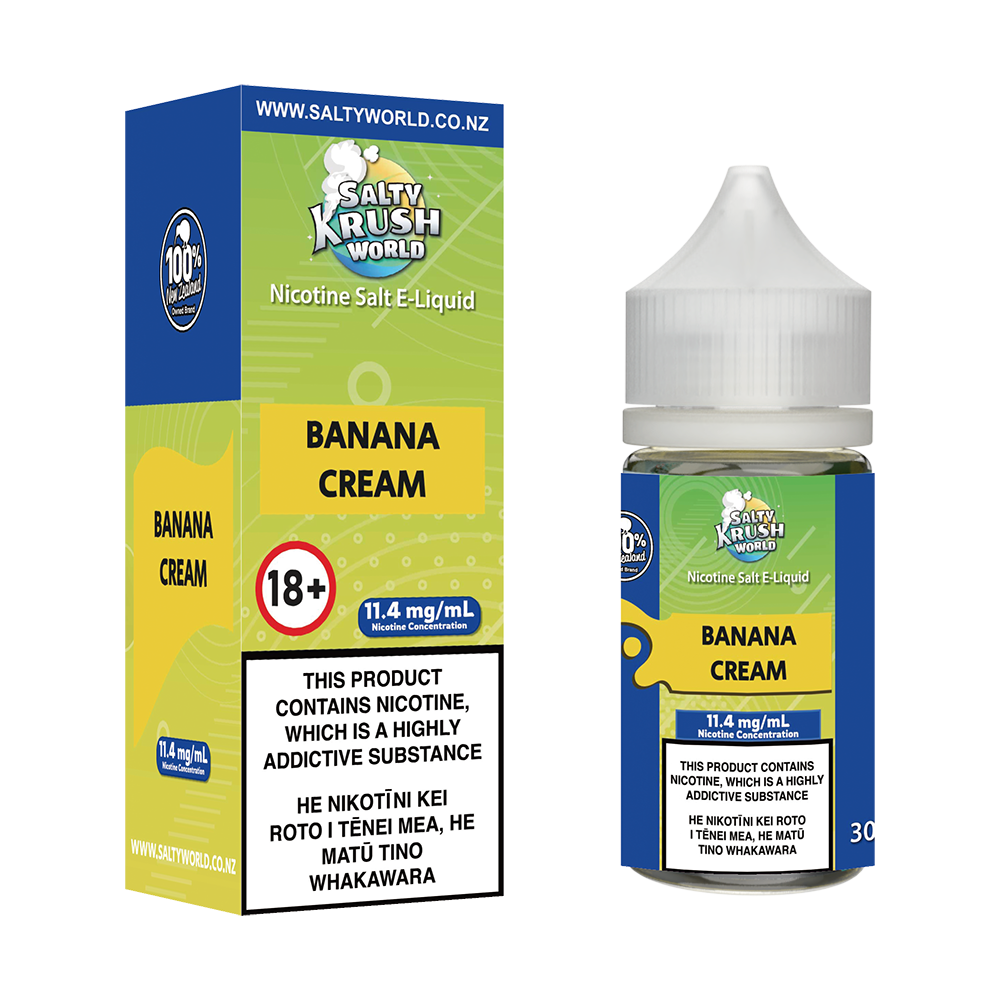 WWW.SALTYWORLD.CO.NZ
SALTY
KRUSH
WORLD
Nicotine Salt E-Liquid
BANANA
CREAM
18+
11.4 mg/mL
Nicotine Concentration
THIS PRODUCT
CONTAINS NICOTINE,
WHICH IS A HIGHLY
ADDICTIVE SUBSTANCE
HE NIKOTĪNI KEI
ROTO I TĒNEI MEA, HE
MATŪ TINO
WHAKAWARA
100%
New Zealand
Owned Brand
BANANA
CREAM
11.4 mg/mL
Nicotine Concentration
WWW.SALTYWORLD.CO.NZ
SALTY
KRUSH
WORLD
Nicotine Salt E-Liquid
BANANA
CREAM
11.4 mg/mL
Nicotine Concentration
THIS PRODUCT CONTAINS
NICOTINE, WHICH IS A HIGHLY
ADDICTIVE SUBSTANCE
HE NIKOTĪNI KEI ROTO
I TĒNEI MEA, HE MATŪ
TINO WHAKAWARA
0%
ealand
d Brand
30